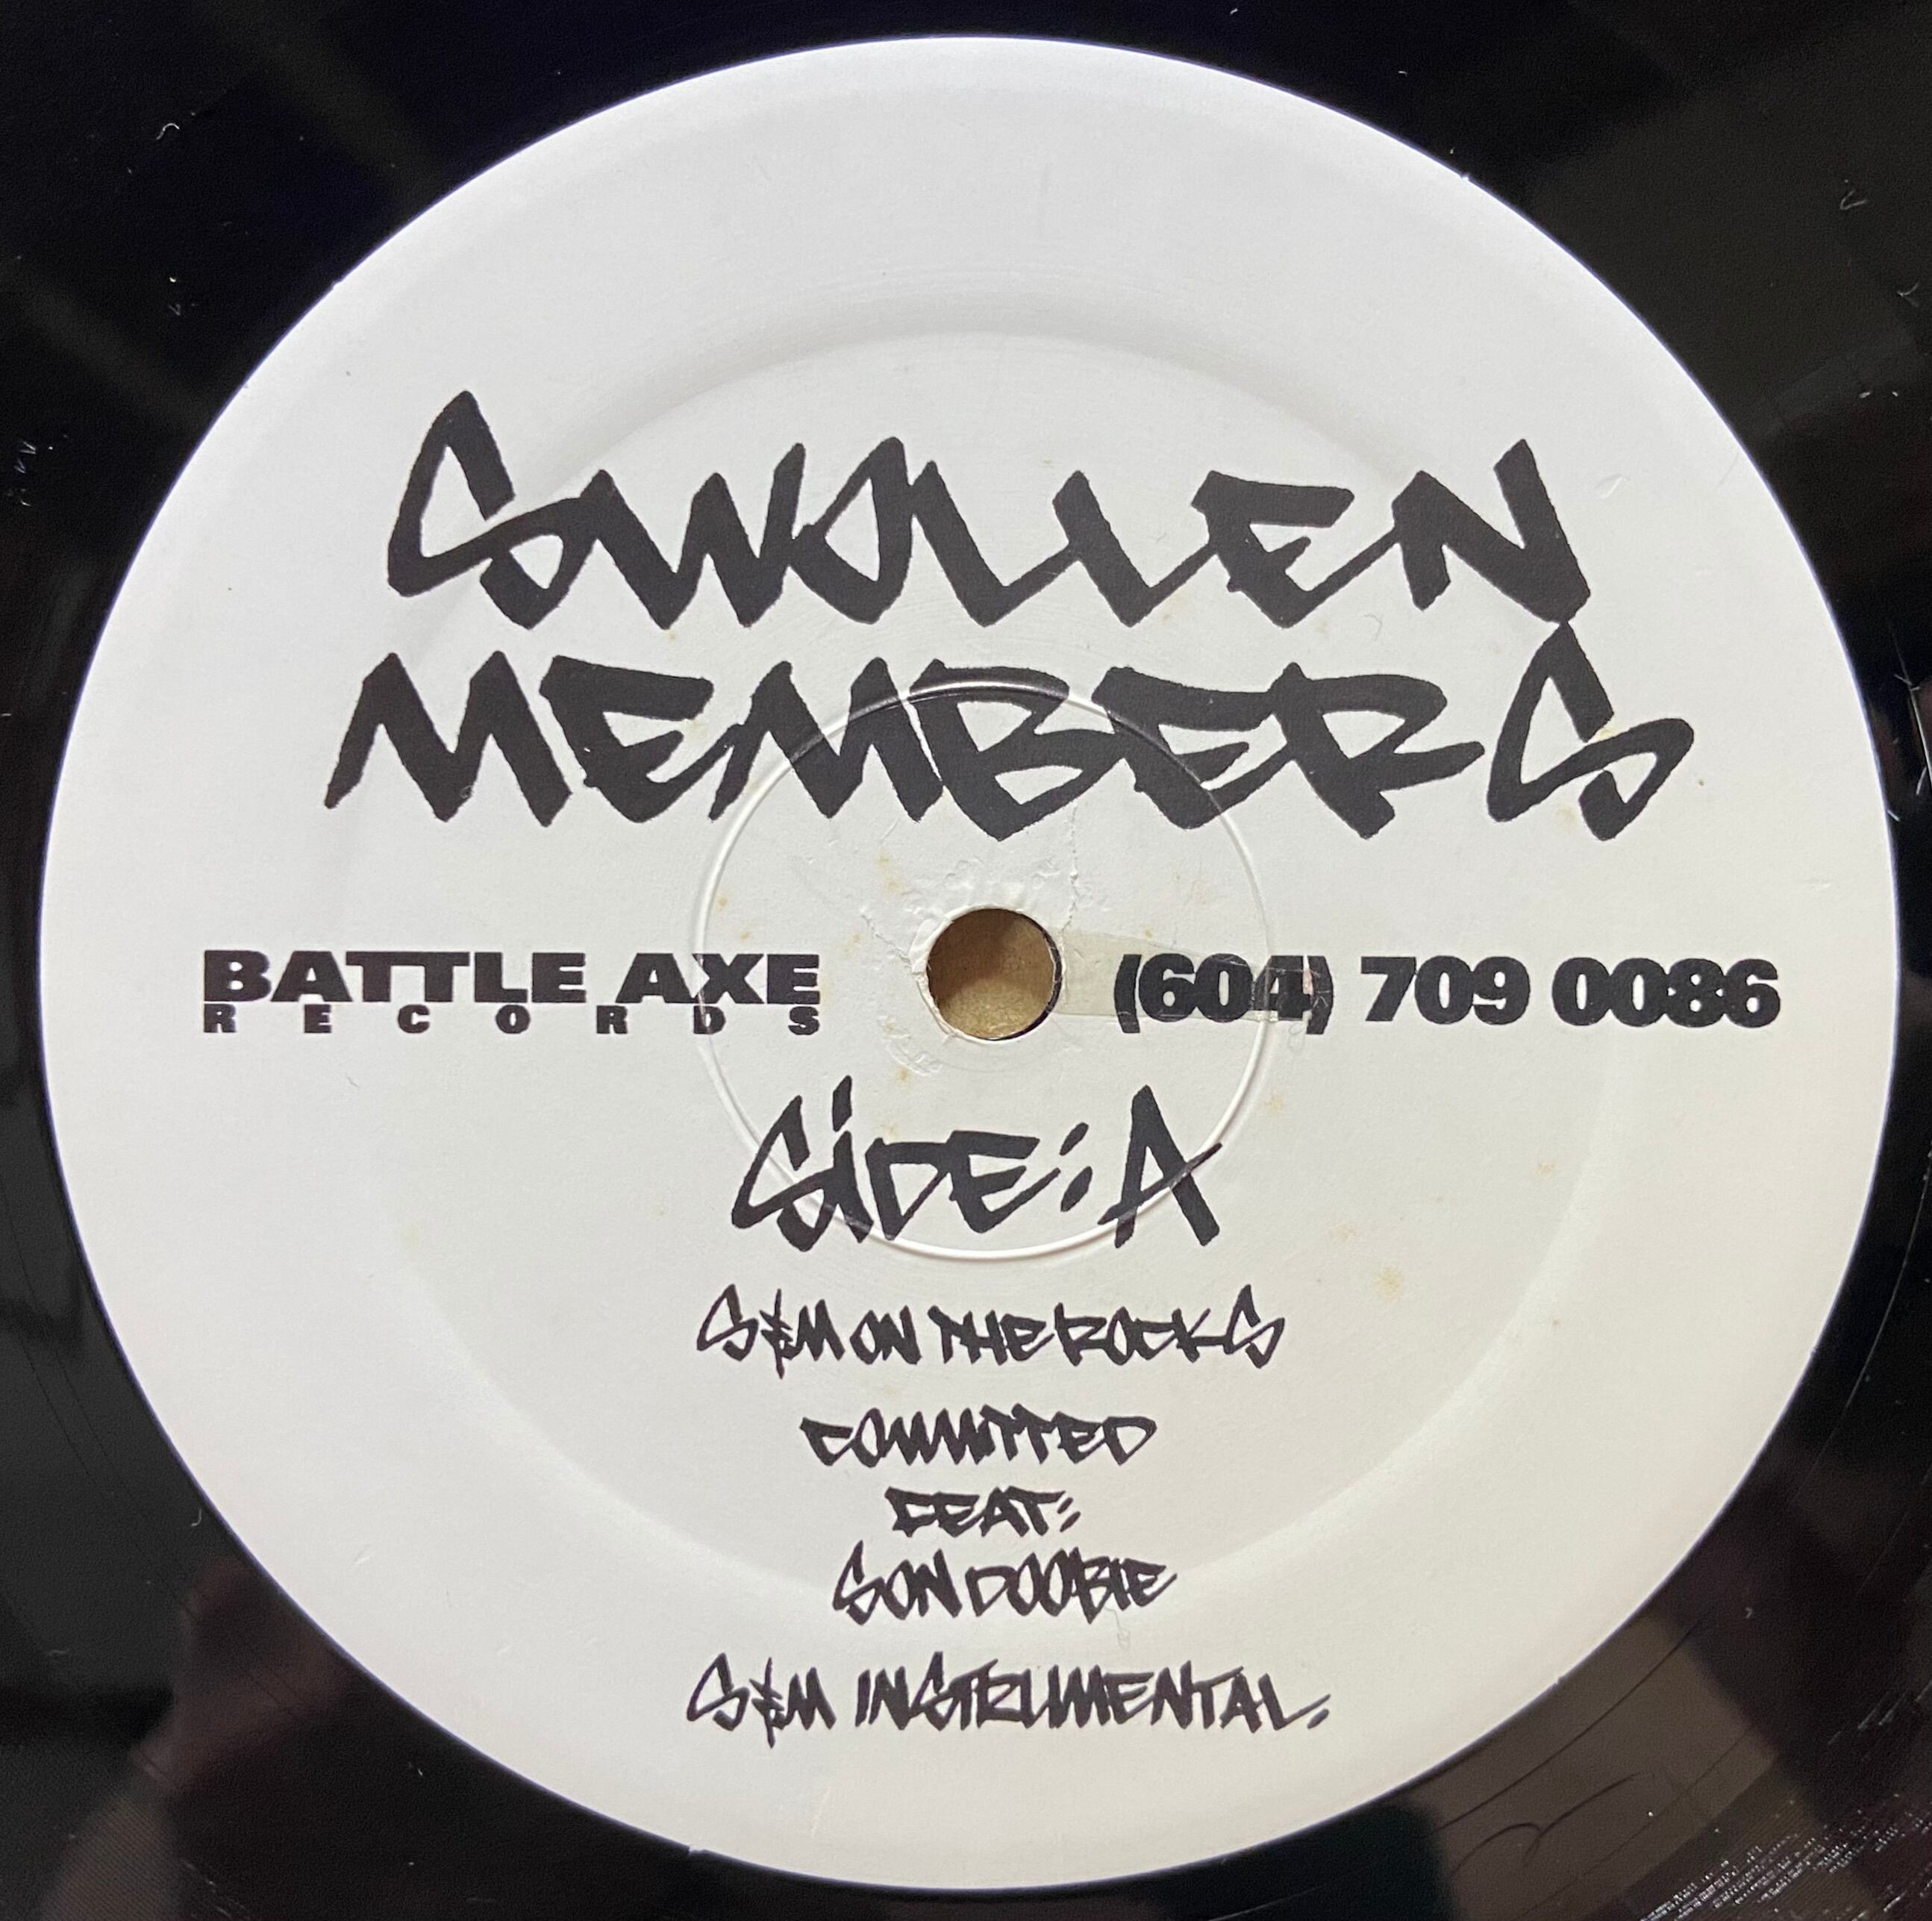 SWOLLEN
MEMBERS
BATTLE AXE
RECORDS
(604) 709 0086
SiDE: A
S&M ON THE ROCKS
COMMITTED
FEAT:
SON DOOBIE
S&M INSTRUMENTAL.